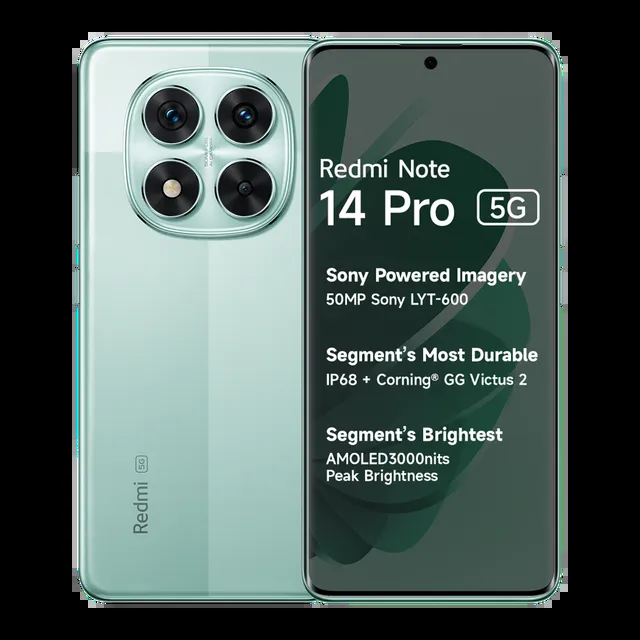 Redmi Note
14 Pro 5G
Sony Powered Imagery
50MP Sony LYT-600
Segment's Most Durable
IP68 + Corning® GG Victus 2
Segment's Brightest
AMOLED3000nits
Peak Brightness
Redmi 5G